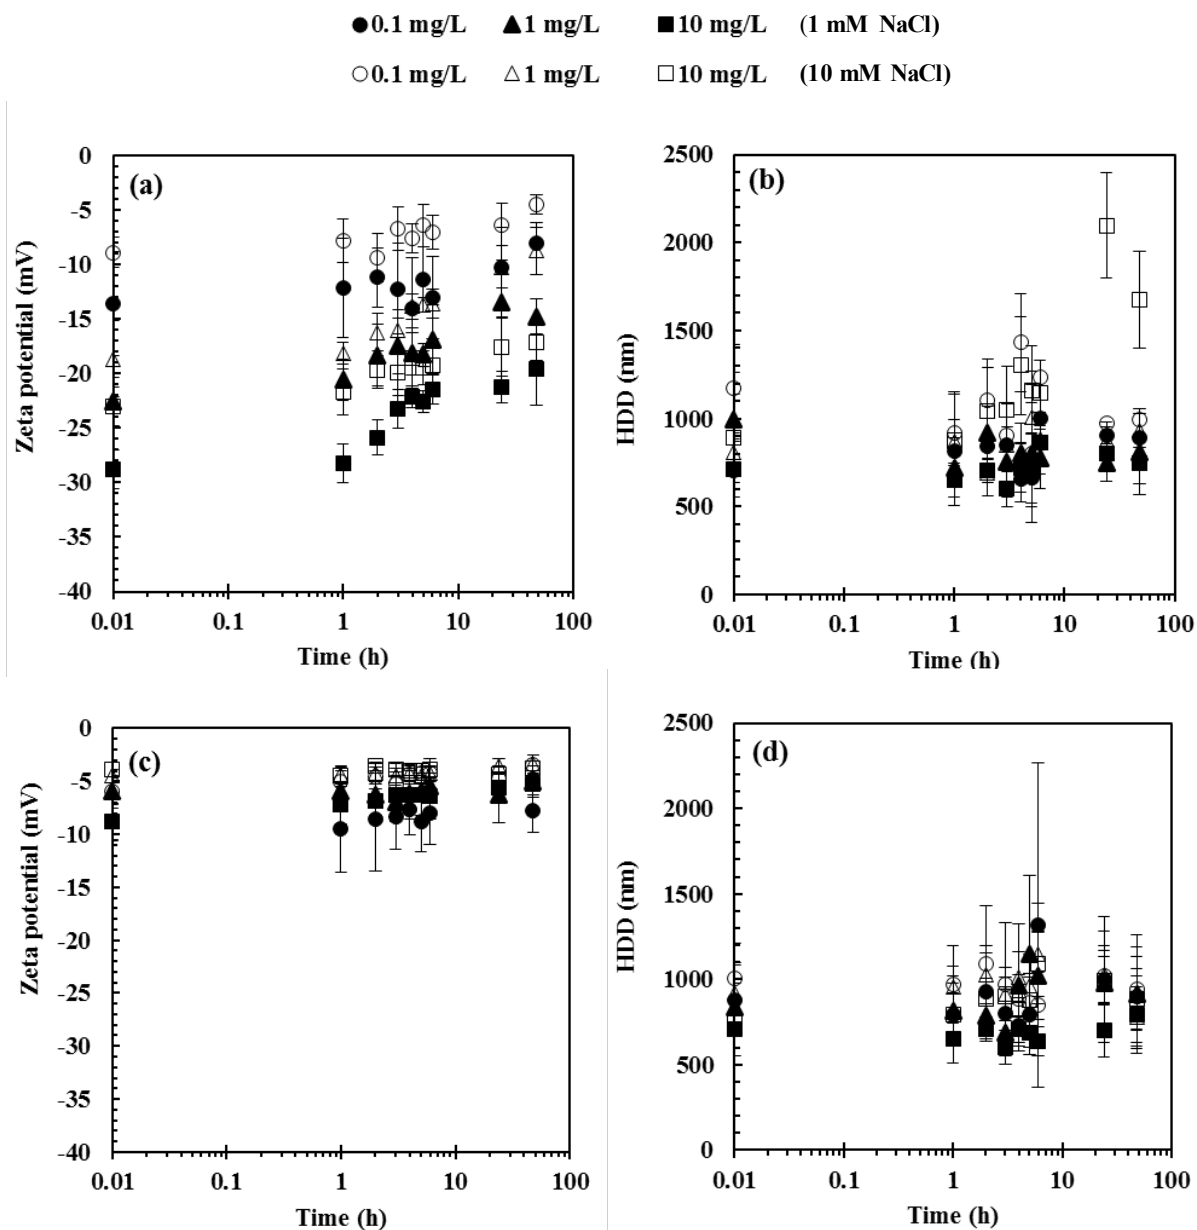 0.1 mg/L 1 mg/L 10 mg/L (1 mM NaCl)
0.1 mg/L 1 mg/L 10 mg/L (10 mM NaCl)
(a)
Zeta potential (mV)
0
-5
-10
-15
-20
-25
-30
-35
-40
0.01 0.1 1 10 100
Time (h)
(b)
HDD (nm)
2500
2000
1500
1000
500
0
0.01 0.1 1 10 100
Time (h)
(c)
Zeta potential (mV)
0
-5
-10
-15
-20
-25
-30
-35
-40
0.01 0.1 1 10 100
Time (h)
(d)
HDD (nm)
2500
2000
1500
1000
500
0
0.01 0.1 1 10 100
Time (h)